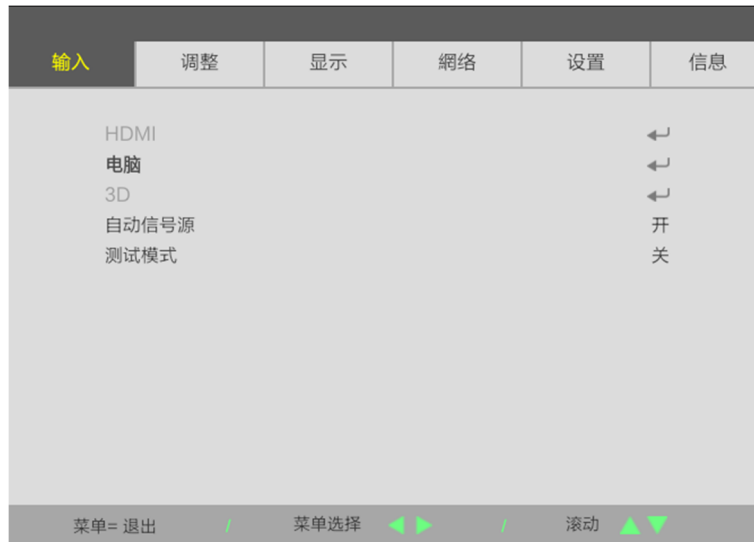 输入 调整 显示 網络 设置 信息
HDMI
电脑
3D
自动信号源 开
测试模式 关
菜单= 退出 / 菜单选择 / 滚动